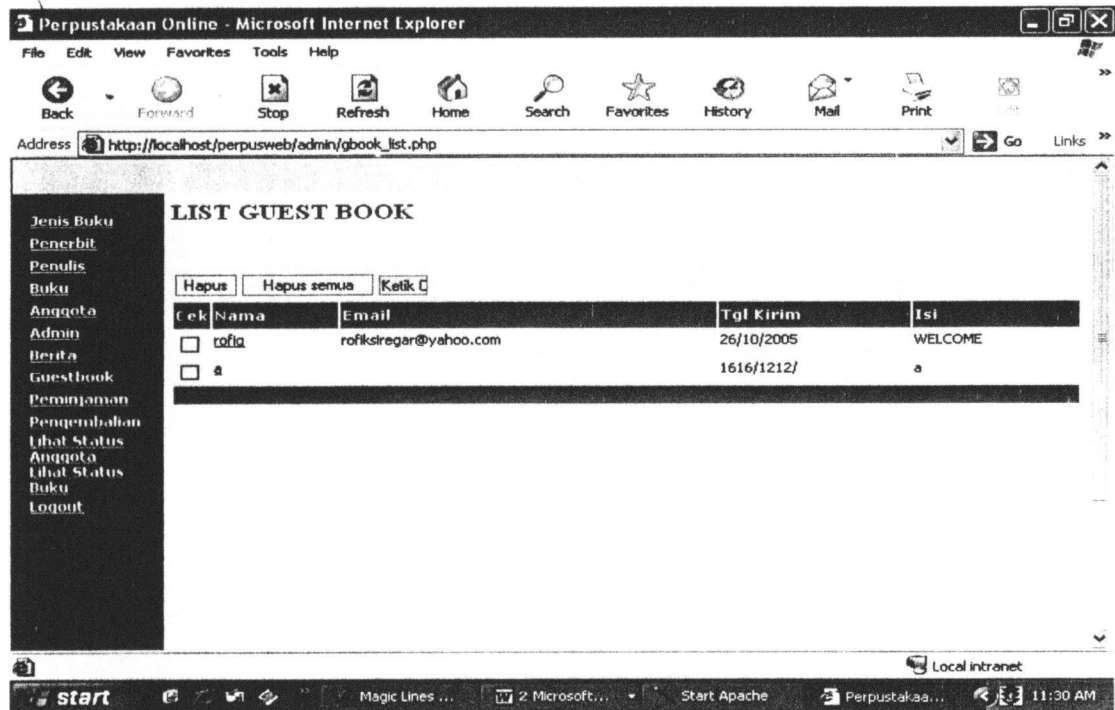 Perpustakaan Online - Microsoft Internet Explorer
File Edit View Favorites Tools Help
Back Forward Stop Refresh Home Search Favorites History Mail Print Edit
Address http://localhost/perpusweb/admin/gbook_list.php Go Links
LIST GUEST BOOK
Jenis Buku
Penerbit
Penulis
Buku
Anggota
Admin
Berita
Guestbook
Peminjaman
Pengembalian
Lihat Status
Anggota
Lihat Status
Buku
Logout
Hapus Hapus semua Ketik
Cek Nama Email Tgl Kirim Isi
rofiq rofiksiregar@yahoo.com 26/10/2005 WELCOME
a 1616/1212/ a
Local intranet
start Magic Lines ... 2 Microsoft... Start Apache Perpustakaa... 11:30 AM